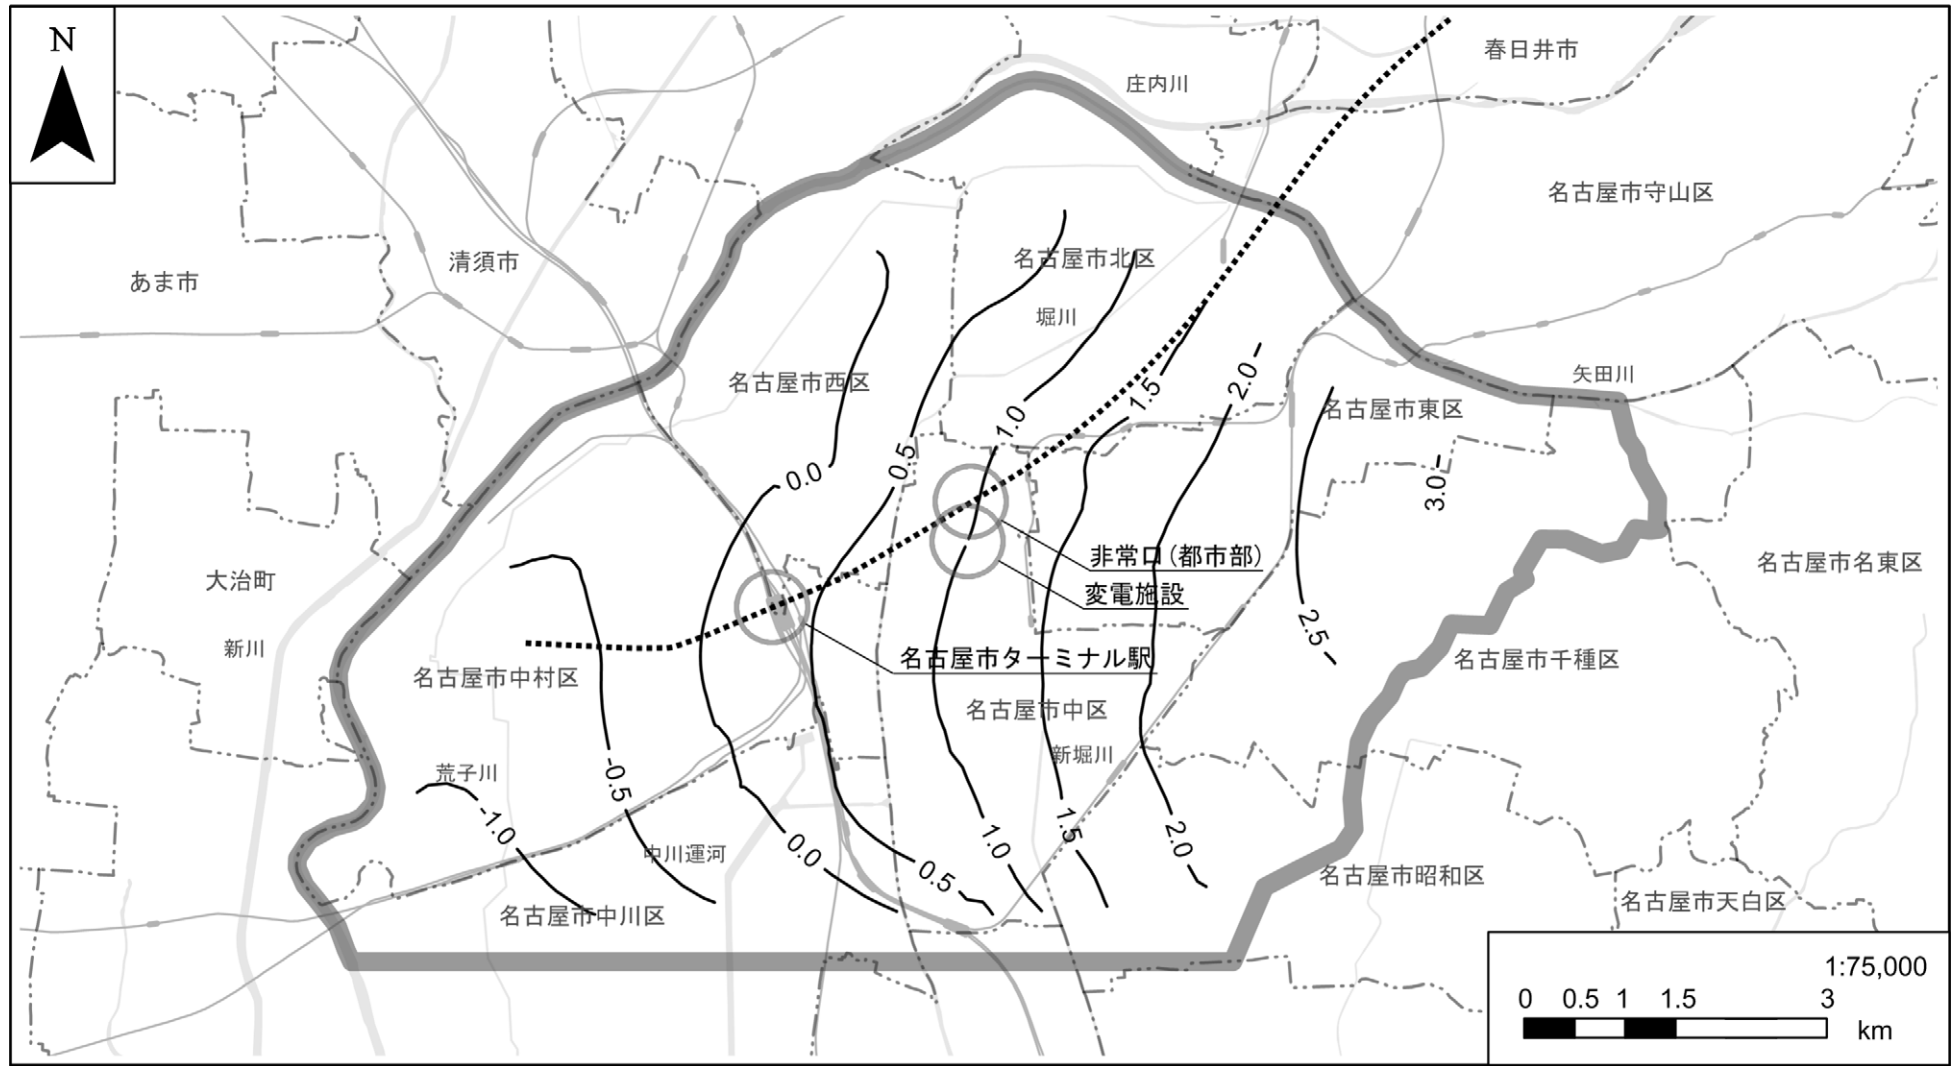 N
春日井市
庄内川
名古屋市守山区
清須市
名古屋市北区
あま市
堀川
矢田川
名古屋市西区
2.0
1.5
名古屋市東区
1.0
0.5
0.0
3.0
非常口(都市部)
名古屋市名東区
大治町
変電施設
2.5
新川
名古屋市ターミナル駅
名古屋市千種区
名古屋市中村区
名古屋市中区
新堀川
荒子川
-0.5
-1.0
1.5
2.0
1.0
0.0
中川運河
0.5
名古屋市昭和区
名古屋市天白区
名古屋市中川区
1:75,000
0 0.5 1 1.5 3
km